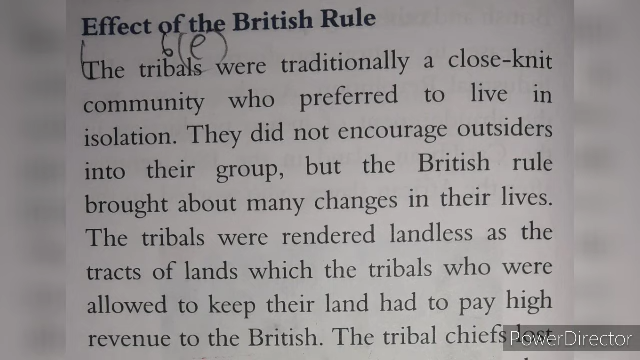 Effect of the British Rule
6(e)
The tribals were traditionally a close-knit
community who preferred to live in
isolation. They did not encourage outsiders
into their group, but the British rule
brought about many changes in their lives.
The tribals were rendered landless as the
tracts of lands which the tribals who were
allowed to keep their land had to pay high
revenue to the British. The tribal chiefs lost
PowerDirector